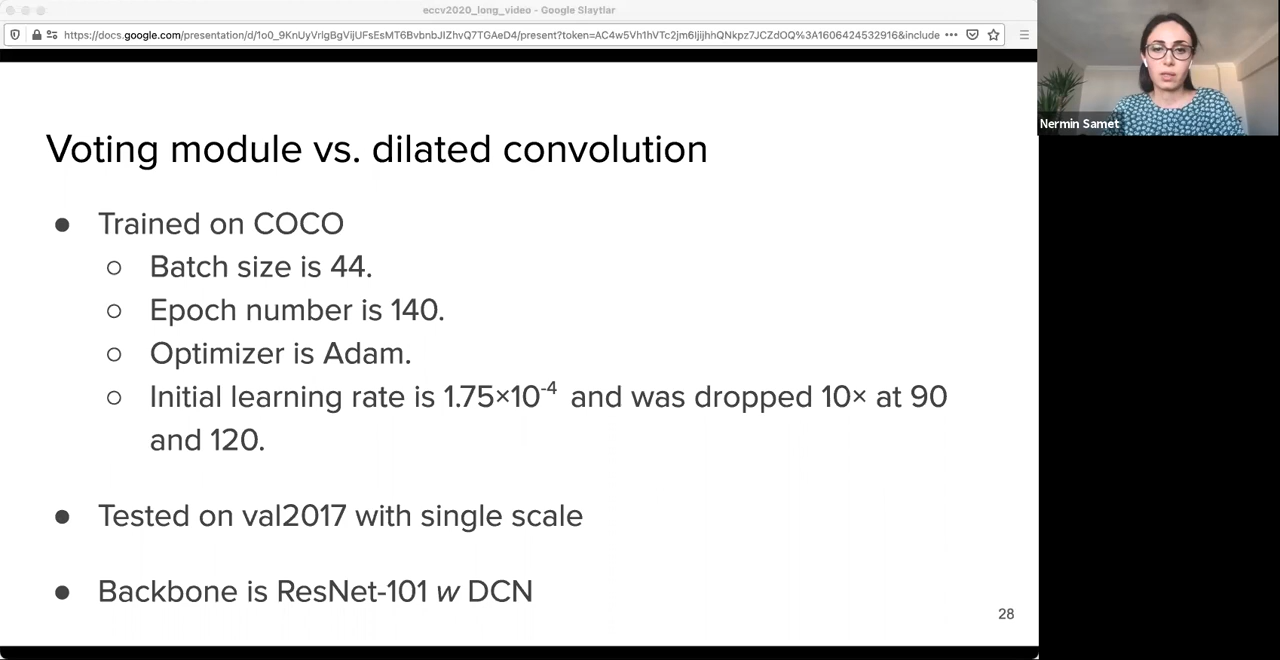 eccv2020_long_video - Google Slaytlar
https://docs.google.com/presentation/d/1o0_9KnUyVrIgBgVijUFsEsMT6BvbnbJIZhvQ7TGAeD4/present?token=AC4w5Vh1hVTc2jm6IjijhhQNkpz7JCZdOQ%3A1606424532916&include
Nermin Samet
Voting module vs. dilated convolution
● Trained on COCO
○ Batch size is 44.
○ Epoch number is 140.
○ Optimizer is Adam.
○ Initial learning rate is 1.75×10⁻⁴ and was dropped 10× at 90
and 120.
● Tested on val2017 with single scale
● Backbone is ResNet-101 w DCN
28